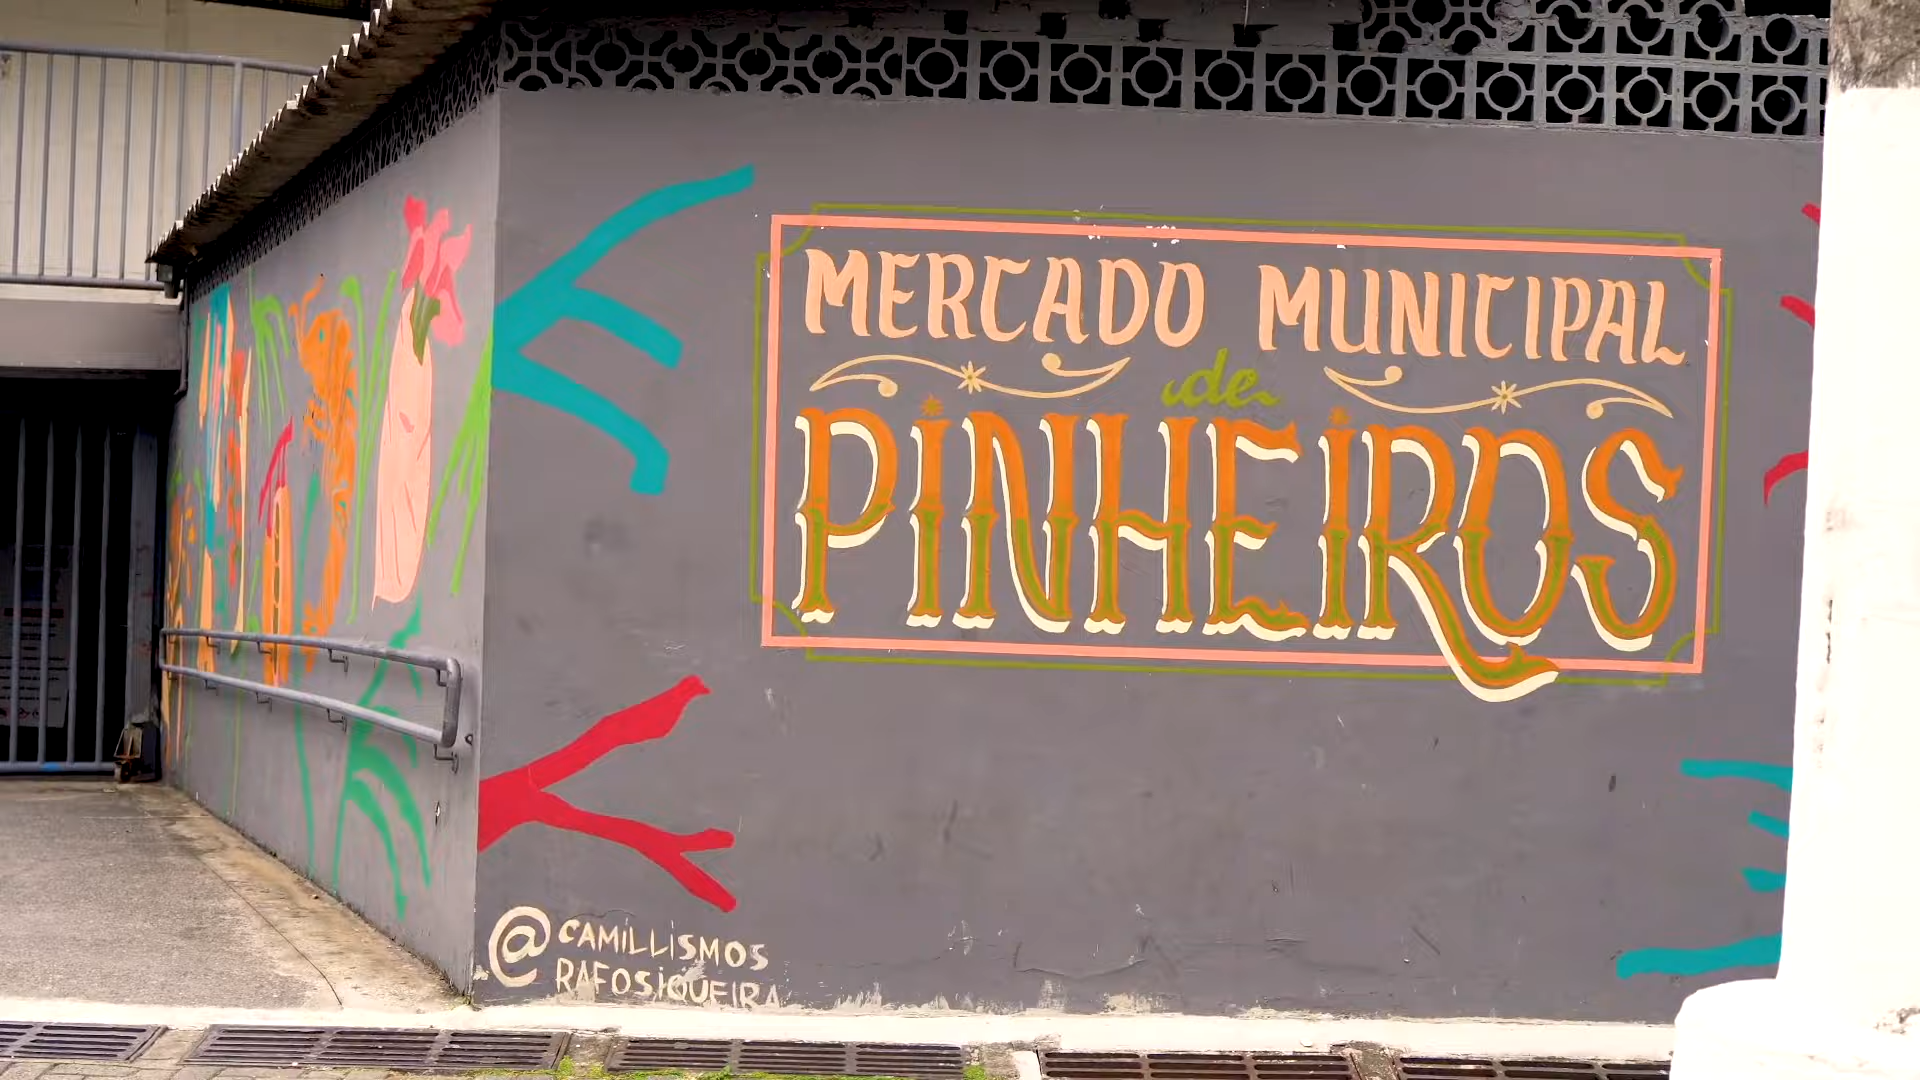 MERCADO MUNICIPAL
de
PINHEIROS
@CAMILLISMOS
RAFOSIQUEIRA